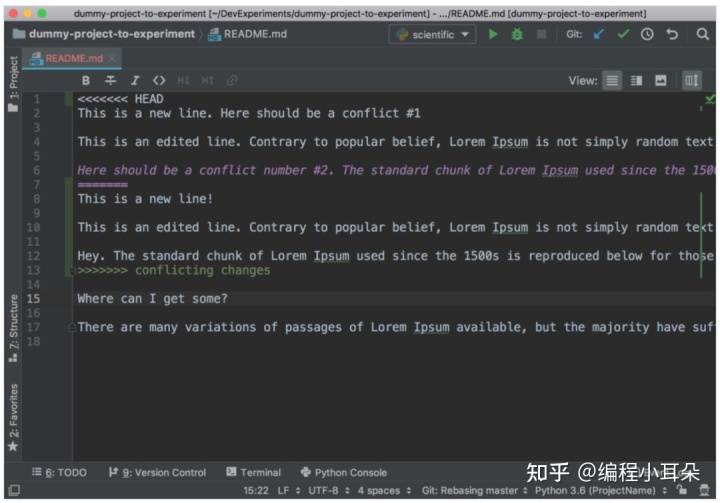 dummy-project-to-experiment [~/DevExperiments/dummy-project-to-experiment] - .../README.md [dummy-project-to-experiment]
dummy-project-to-experiment README.md scientific Git:
README.md
1: Project
B I <> H↓ H↑ View:
1 <<<<<<< HEAD
2 This is a new line. Here should be a conflict #1
3
4 This is an edited line. Contrary to popular belief, Lorem Ipsum is not simply random text
5
6 Here should be a conflict number #2. The standard chunk of Lorem Ipsum used since the 1500
7 =======
8 This is a new line!
9
10 This is an edited line. Contrary to popular belief, Lorem Ipsum is not simply random text
11
12 Hey. The standard chunk of Lorem Ipsum used since the 1500s is reproduced below for those
13 >>>>>>> conflicting changes
14
15 Where can I get some?
16
17 There are many variations of passages of Lorem Ipsum available, but the majority have suf
18
Z: Structure
2: Favorites
6: TODO 9: Version Control Terminal Python Console
知乎 @编程小耳朵
15:22 LF UTF-8 4 spaces Git: Rebasing master Python 3.6 (ProjectName)